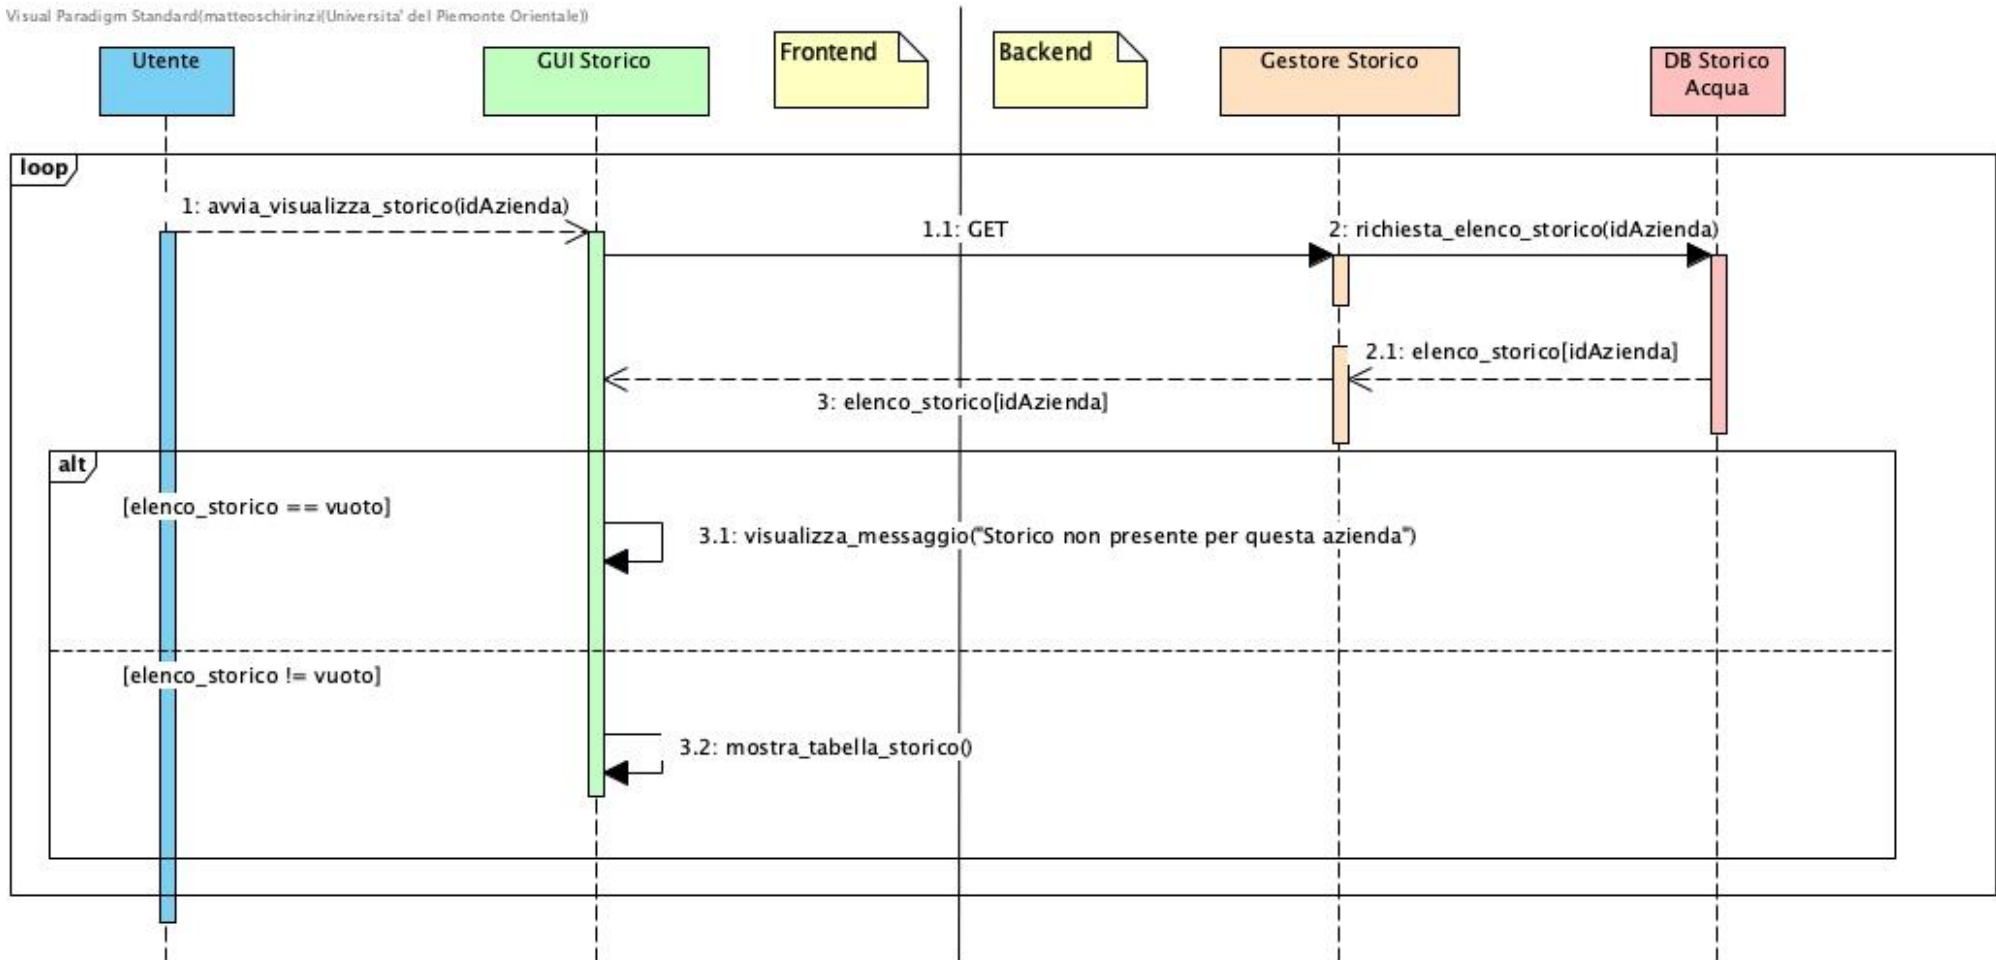 Visual Paradigm Standard(matteoschirinzi(Universita' del Piemonte Orientale))
Utente
GUI Storico
Frontend
Backend
Gestore Storico
DB Storico
Acqua
loop
1: avvia_visualizza_storico(idAzienda)
1.1: GET
2: richiesta_elenco_storico(idAzienda)
2.1: elenco_storico[idAzienda]
3: elenco_storico[idAzienda]
alt
[elenco_storico == vuoto]
3.1: visualizza_messaggio("Storico non presente per questa azienda")
[elenco_storico != vuoto]
3.2: mostra_tabella_storico()